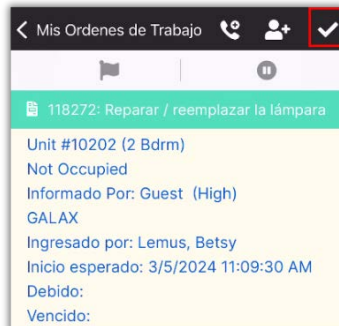 Mis Ordenes de Trabajo
118272: Reparar / reemplazar la lámpara
Unit #10202 (2 Bdrm)
Not Occupied
Informado Por: Guest (High)
GALAX
Ingresado por: Lemus, Betsy
Inicio esperado: 3/5/2024 11:09:30 AM
Debido:
Vencido: